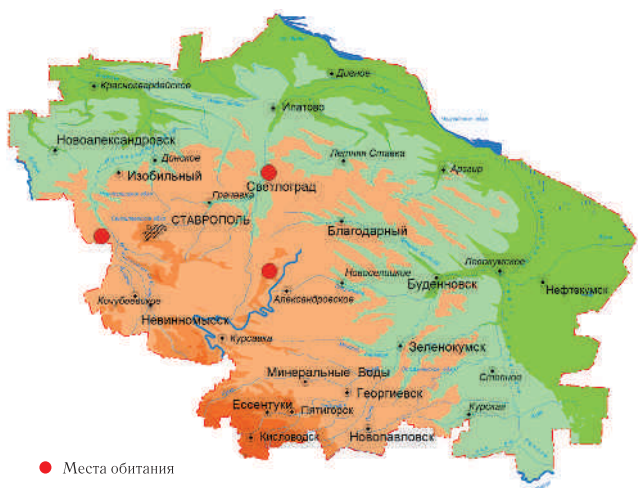 Дивное
Красногвардейское
Ипатово
Новоалександровск
Донское
Летняя Ставка
Арзгир
Изобильный
Светлоград
Грачевка
СТАВРОПОЛЬ
Благодарный
Левокумское
Новоселицкое
Буденновск
Нефтекумск
Кочубеевское
Александровское
Невинномысск
Курсавка
Зеленокумск
Минеральные Воды
Степное
Георгиевск
Ессентуки
Пятигорск
Курская
Кисловодск
Новопавловск
Места обитания